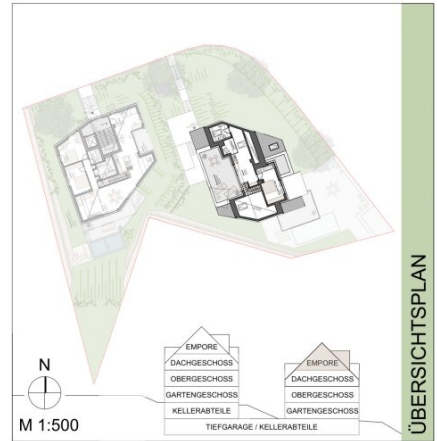 ÜBERSICHTSPLAN
N
M 1:500
EMPORE
DACHGESCHOSS
OBERGESCHOSS
GARTENGESCHOSS
KELLERABTEILE
EMPORE
DACHGESCHOSS
OBERGESCHOSS
GARTENGESCHOSS
TIEFGARAGE / KELLERABTEILE